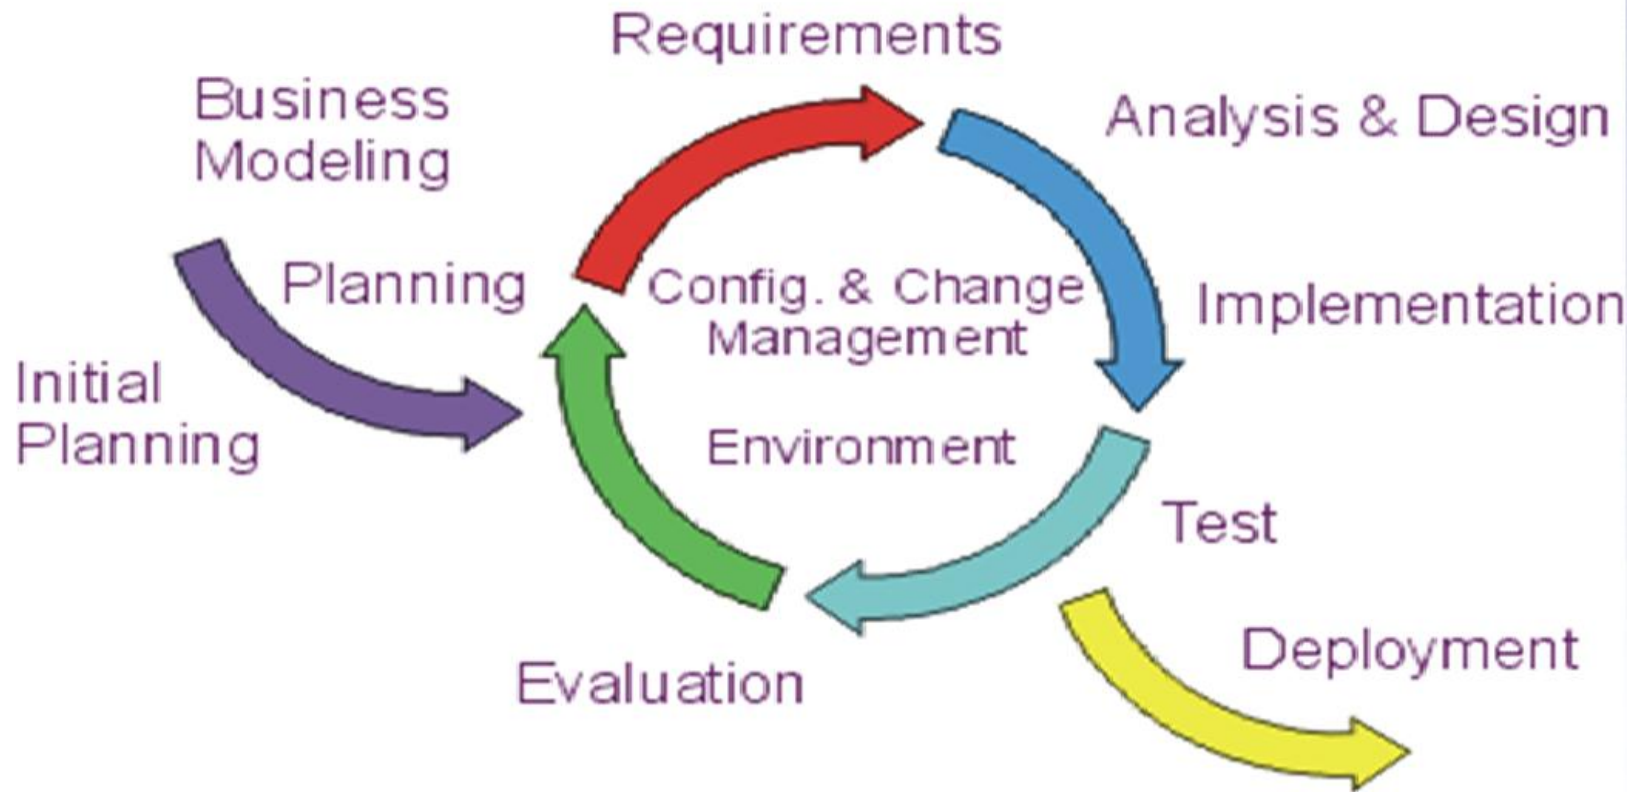 Requirements
Business
Modeling
Analysis & Design
Planning
Config. & Change
Management
Implementation
Initial
Planning
Environment
Test
Deployment
Evaluation